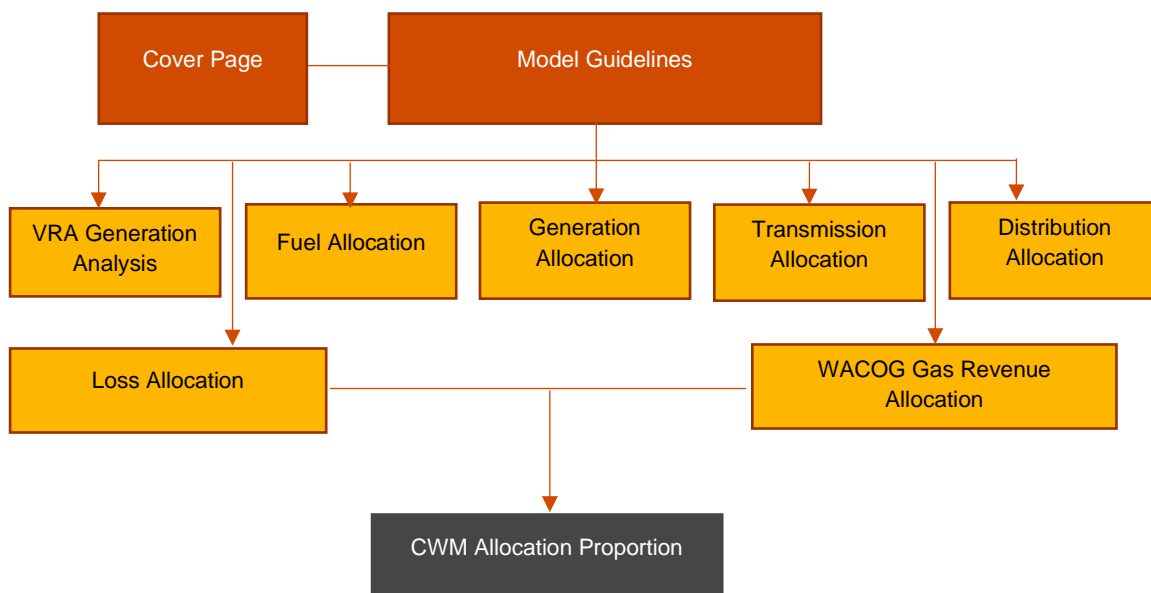 Cover Page
Model Guidelines
VRA Generation
Analysis
Fuel Allocation
Generation
Allocation
Transmission
Allocation
Distribution
Allocation
Loss Allocation
WACOG Gas Revenue
Allocation
CWM Allocation Proportion